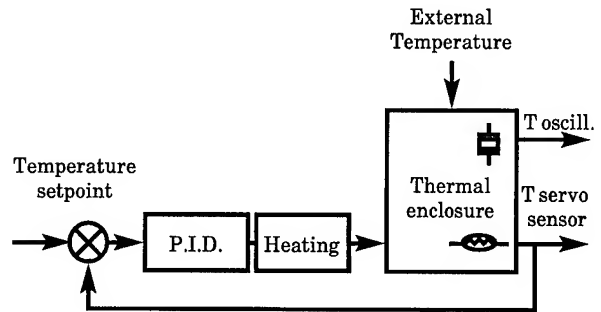 External
Temperature
T oscill.
Temperature
setpoint
Thermal
enclosure
T servo
sensor
P.I.D.
Heating